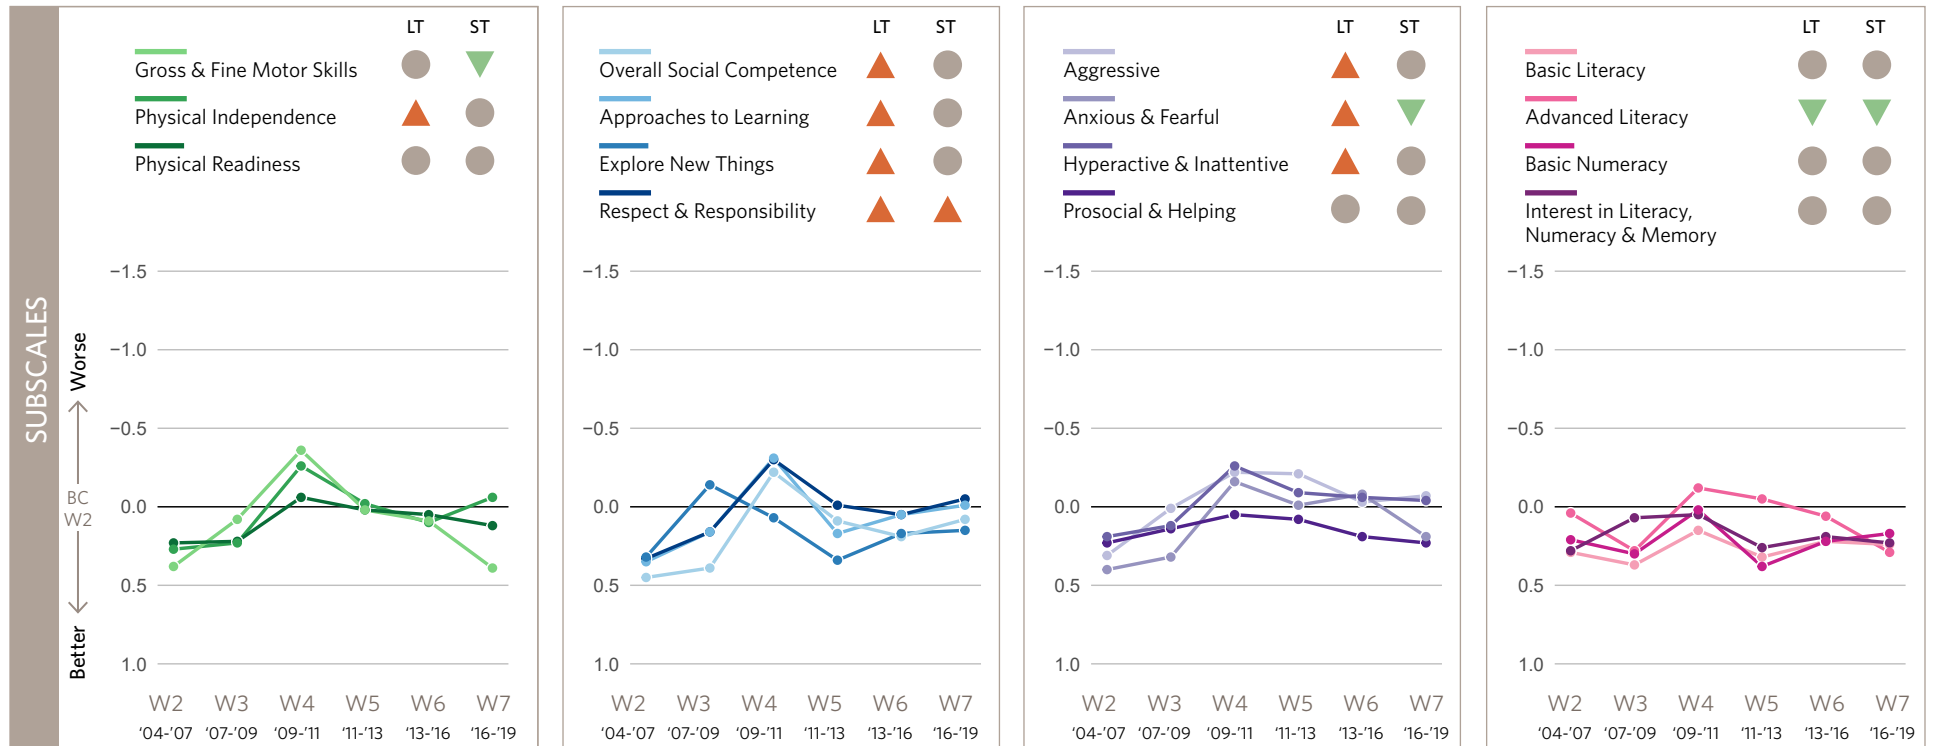 SUBSCALES
Worse
BC
W2
Better
LT ST
Gross & Fine Motor Skills
Physical Independence
Physical Readiness
−1.5
−1.0
−0.5
0.0
0.5
1.0
W2 W3 W4 W5 W6 W7
‘04-’07 ‘07-’09 ‘09-’11 ‘11-’13 ‘13-’16 ‘16-’19
LT ST
Overall Social Competence
Approaches to Learning
Explore New Things
Respect & Responsibility
−1.5
−1.0
−0.5
0.0
0.5
1.0
W2 W3 W4 W5 W6 W7
‘04-’07 ‘07-’09 ‘09-’11 ‘11-’13 ‘13-’16 ‘16-’19
LT ST
Aggressive
Anxious & Fearful
Hyperactive & Inattentive
Prosocial & Helping
−1.5
−1.0
−0.5
0.0
0.5
1.0
W2 W3 W4 W5 W6 W7
‘04-’07 ‘07-’09 ‘09-’11 ‘11-’13 ‘13-’16 ‘16-’19
LT ST
Basic Literacy
Advanced Literacy
Basic Numeracy
Interest in Literacy,
Numeracy & Memory
−1.5
−1.0
−0.5
0.0
0.5
1.0
W2 W3 W4 W5 W6 W7
‘04-’07 ‘07-’09 ‘09-’11 ‘11-’13 ‘13-’16 ‘16-’19